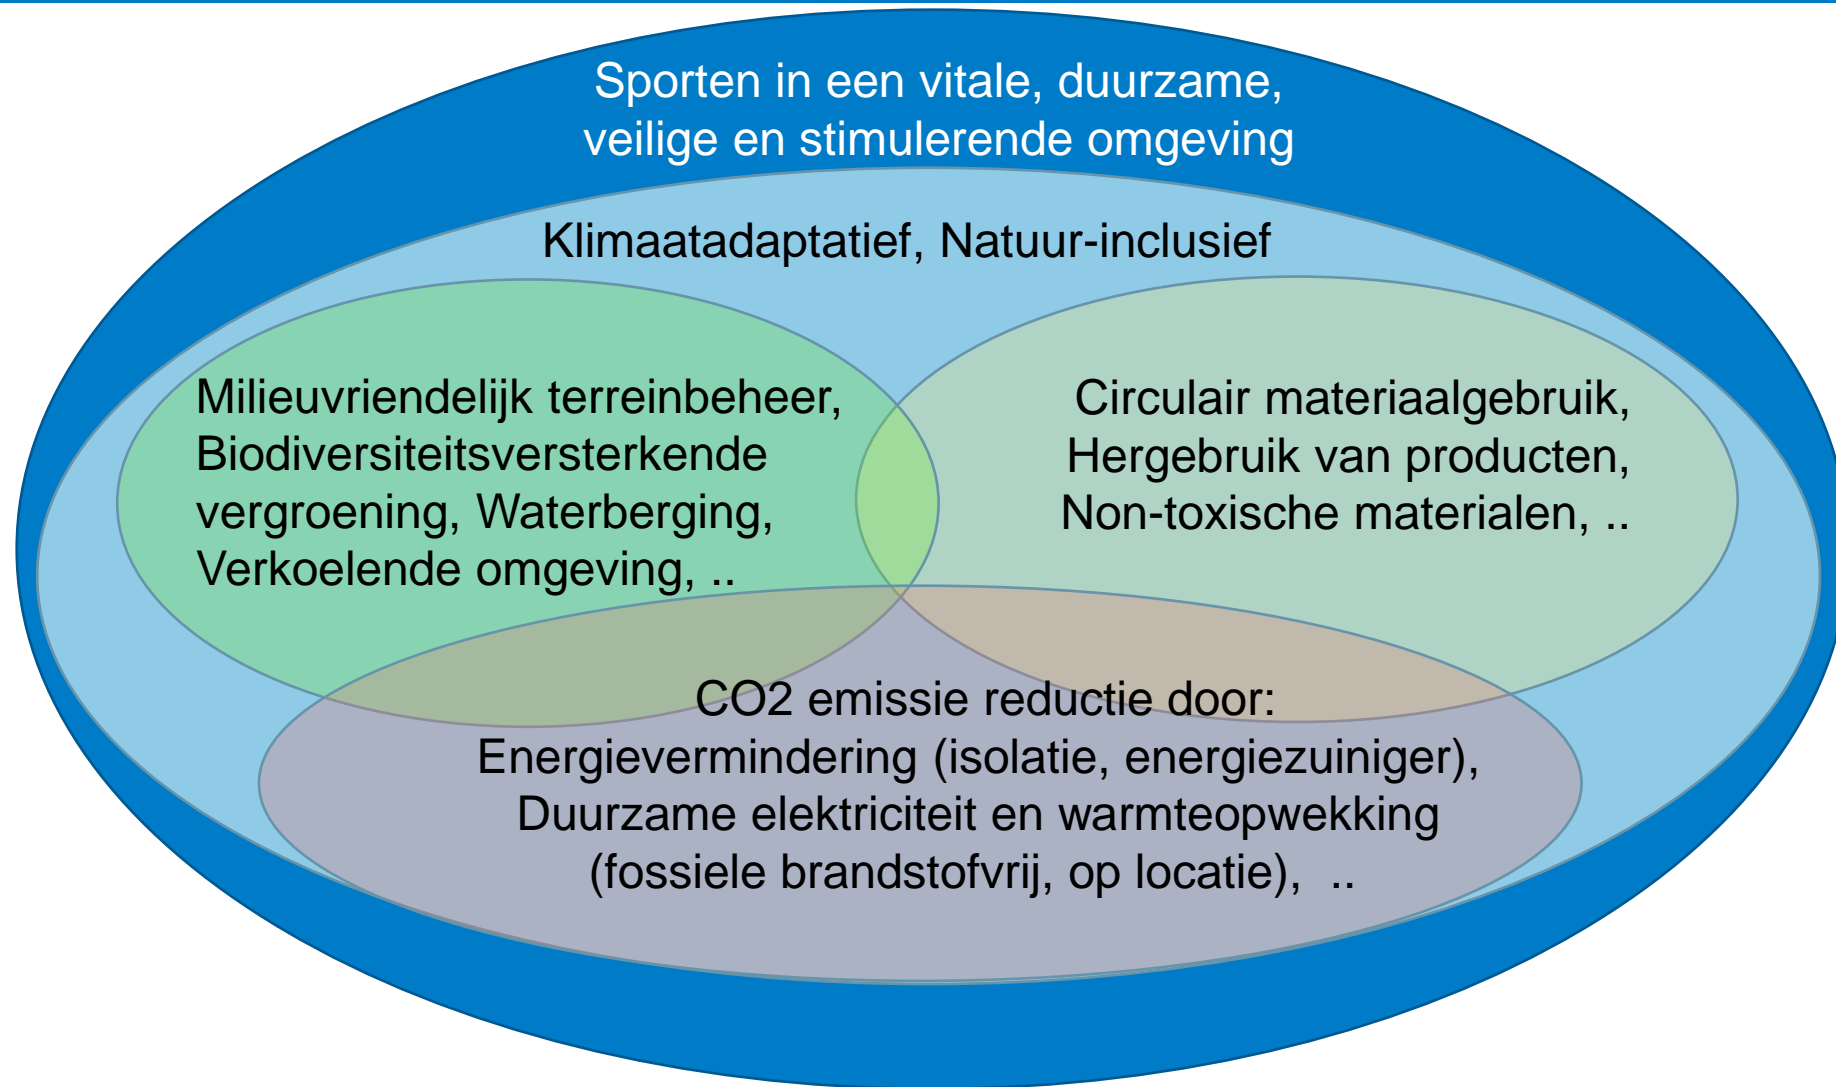 Sporten in een vitale, duurzame,
veilige en stimulerende omgeving
Klimaatadaptatief, Natuur-inclusief
Milieuvriendelijk terreinbeheer,
Biodiversiteitsversterkende
vergroening, Waterberging,
Verkoelende omgeving, ..
Circulair materiaalgebruik,
Hergebruik van producten,
Non-toxische materialen, ..
CO2 emissie reductie door:
Energievermindering (isolatie, energiezuiniger),
Duurzame elektriciteit en warmteopwekking
(fossiele brandstofvrij, op locatie),  ..